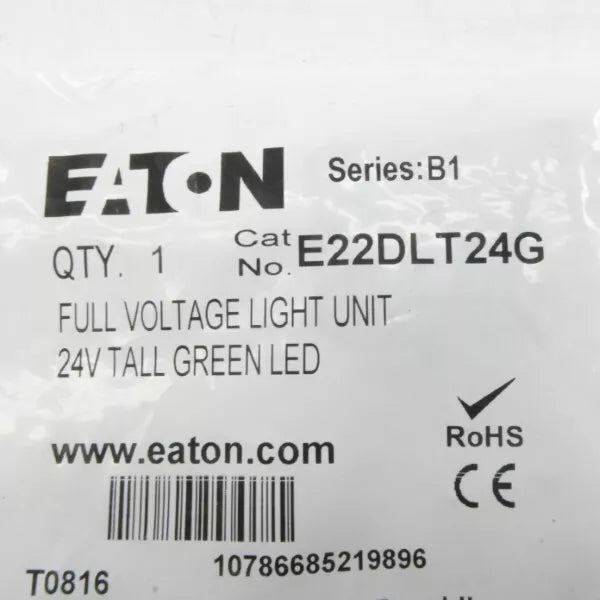 EATON
Series: B1
QTY. 1
Cat No. E22DLT24G
FULL VOLTAGE LIGHT UNIT
24V TALL GREEN LED
www.eaton.com
RoHS
CE
10786685219896
T0816